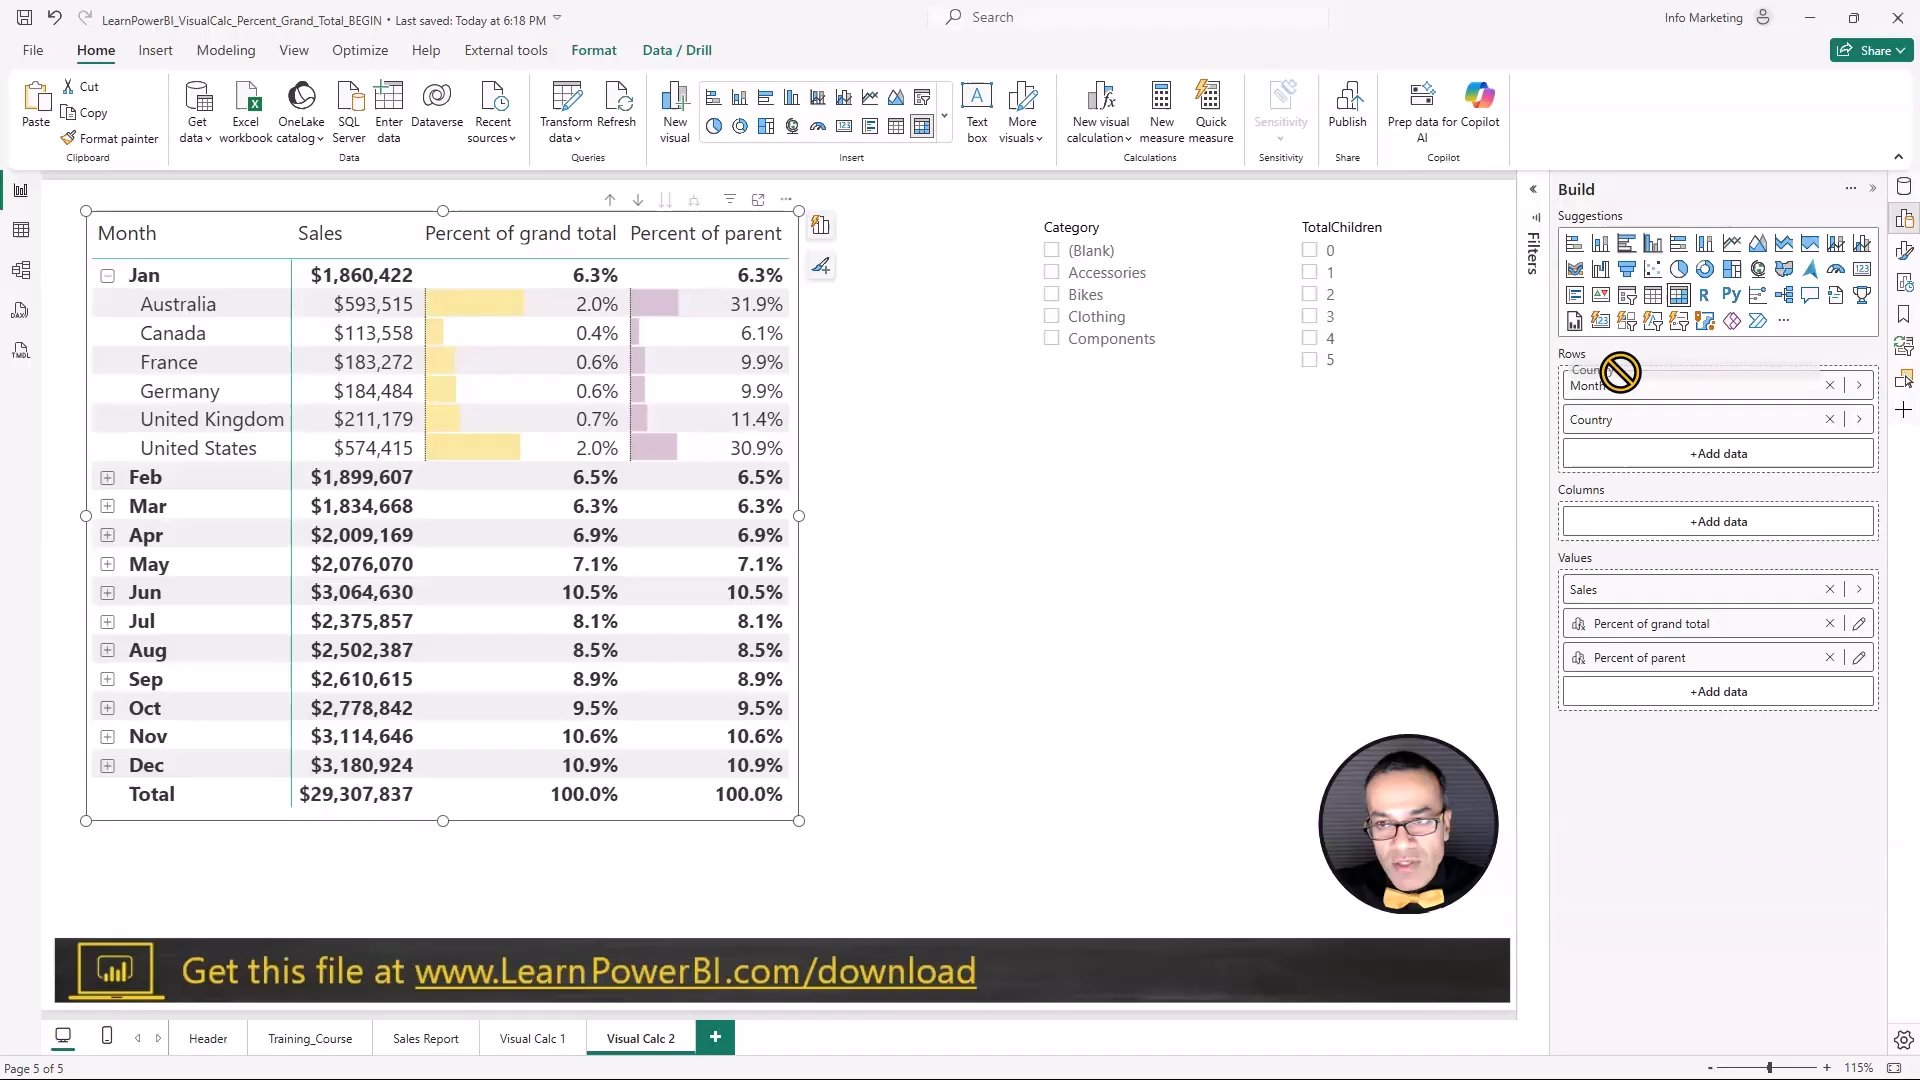 LearnPowerBI_VisualCalc_Percent_Grand_Total_BEGIN • Last saved: Today at 6:18 PM
Search
Info Marketing
File Home Insert Modeling View Optimize Help External tools Format Data / Drill
Share
Paste
Cut
Copy
Format painter
Clipboard
Get data
Excel workbook
OneLake catalog
SQL Server
Enter data
Dataverse
Recent sources
Data
Transform data
Refresh
Queries
New visual
Text box
More visuals
Insert
New visual calculation
New measure
Quick measure
Calculations
Sensitivity
Sensitivity
Publish
Share
Prep data for AI
Copilot
Copilot
Month Sales Percent of grand total Percent of parent
Jan $1,860,422 6.3% 6.3%
Australia $593,515 2.0% 31.9%
Canada $113,558 0.4% 6.1%
France $183,272 0.6% 9.9%
Germany $184,484 0.6% 9.9%
United Kingdom $211,179 0.7% 11.4%
United States $574,415 2.0% 30.9%
Feb $1,899,607 6.5% 6.5%
Mar $1,834,668 6.3% 6.3%
Apr $2,009,169 6.9% 6.9%
May $2,076,070 7.1% 7.1%
Jun $3,064,630 10.5% 10.5%
Jul $2,375,857 8.1% 8.1%
Aug $2,502,387 8.5% 8.5%
Sep $2,610,615 8.9% 8.9%
Oct $2,778,842 9.5% 9.5%
Nov $3,114,646 10.6% 10.6%
Dec $3,180,924 10.9% 10.9%
Total $29,307,837 100.0% 100.0%
Category
(Blank)
Accessories
Bikes
Clothing
Components
TotalChildren
0
1
2
3
4
5
Filters
Build
Suggestions
R Py
Rows
Month
Country
+Add data
Columns
+Add data
Values
Sales
Percent of grand total
Percent of parent
+Add data
DAX
TMDL
Get this file at www.LearnPowerBI.com/download
Header Training_Course Sales Report Visual Calc 1 Visual Calc 2
Page 5 of 5
115%